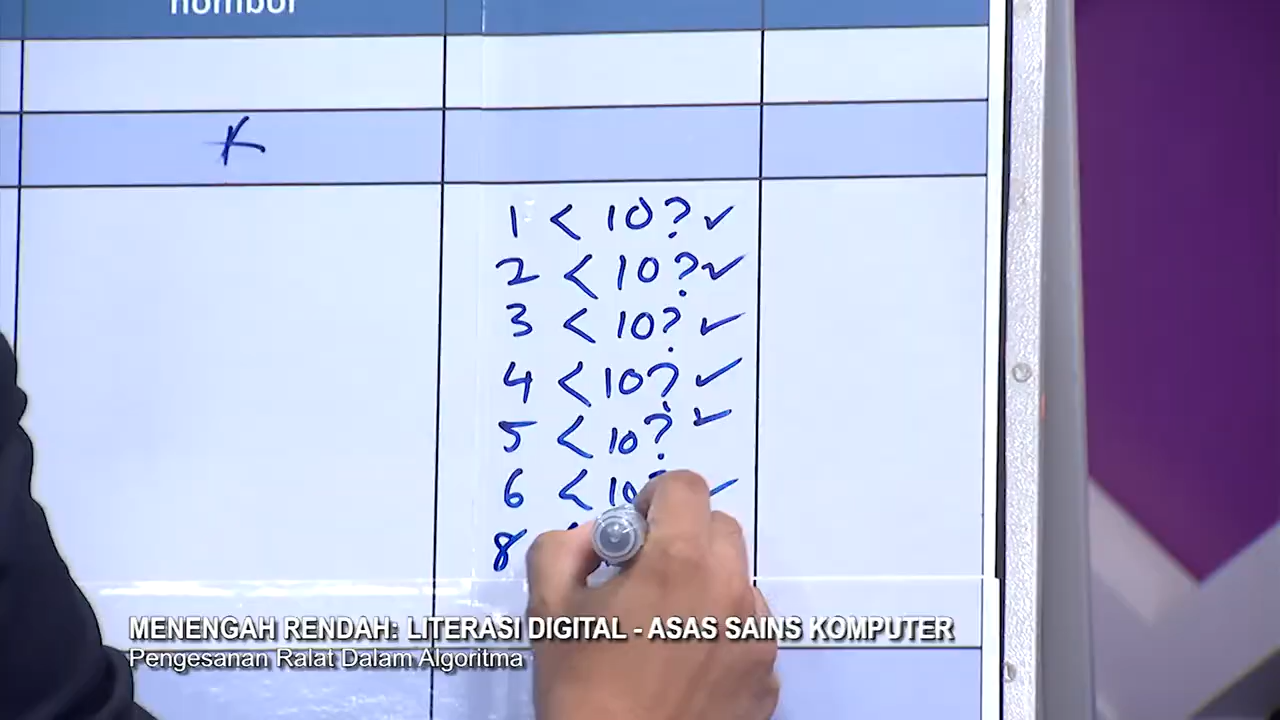 nombor
K
1 < 10? ✓
2 < 10? ✓
3 < 10? ✓
4 < 10? ✓
5 < 10? ✓
6 < 10? ✓
8
MENENGAH RENDAH: LITERASI DIGITAL - ASAS SAINS KOMPUTER
Pengesanan Ralat Dalam Algoritma